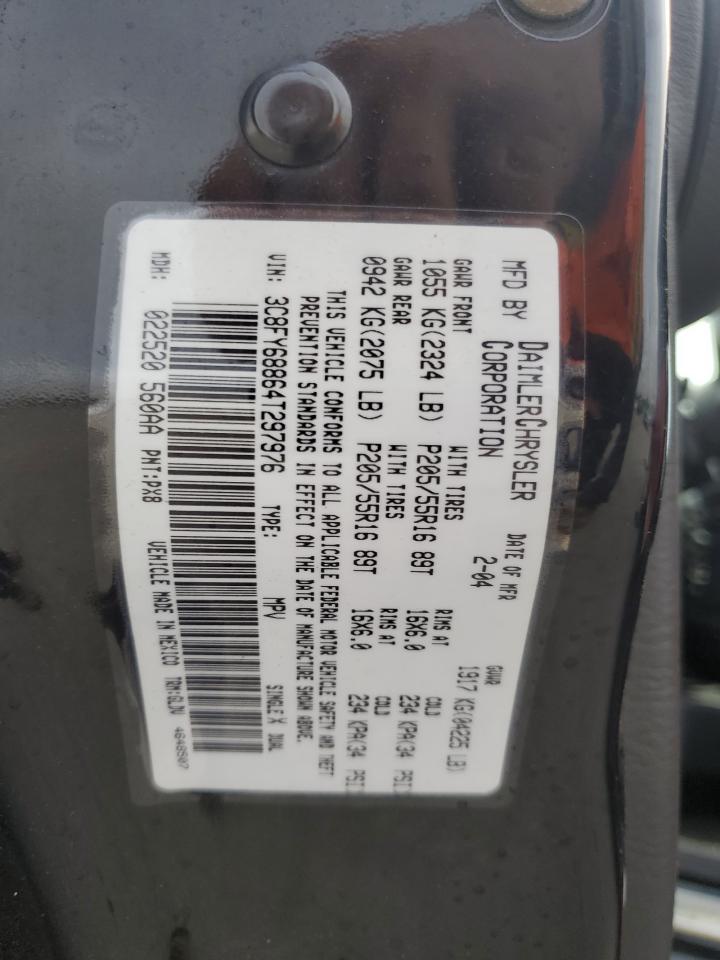 MFD BY DAIMLERCHRYSLER CORPORATION
DATE OF MFR 2-04
GVWR 1917 KG(04225 LB)
GAWR FRONT WITH TIRES RIMS AT COLD
1055 KG(2324 LB) P205/55R16 89T 16X6.0 234 KPA(34 PSI)
GAWR REAR WITH TIRES RIMS AT COLD
0942 KG(2075 LB) P205/55R16 89T 16X6.0 234 KPA(34 PSI)
THIS VEHICLE CONFORMS TO ALL APPLICABLE FEDERAL MOTOR VEHICLE SAFETY AND THEFT
PREVENTION STANDARDS IN EFFECT ON THE DATE OF MANUFACTURE SHOWN ABOVE.
VIN: 3C8FY68864T297976 TYPE: MPV SINGLE X DUAL
MDH: 022520 560AA PNT:PX8 VEHICLE MADE IN MEXICO TRM:GLDV 4648507